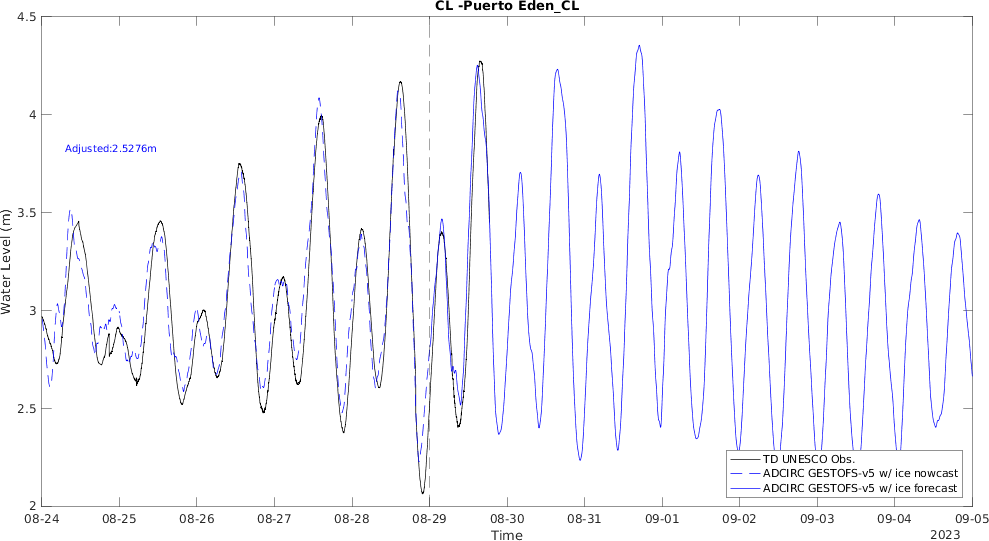 CL -Puerto Eden_CL
4.5
4
3.5
3
2.5
2
Water Level (m)
Adjusted:2.5276m
TD UNESCO Obs.
ADCIRC GESTOFS-v5 w/ ice nowcast
ADCIRC GESTOFS-v5 w/ ice forecast
08-24 08-25 08-26 08-27 08-28 08-29 08-30 08-31 09-01 09-02 09-03 09-04 09-05
Time
2023